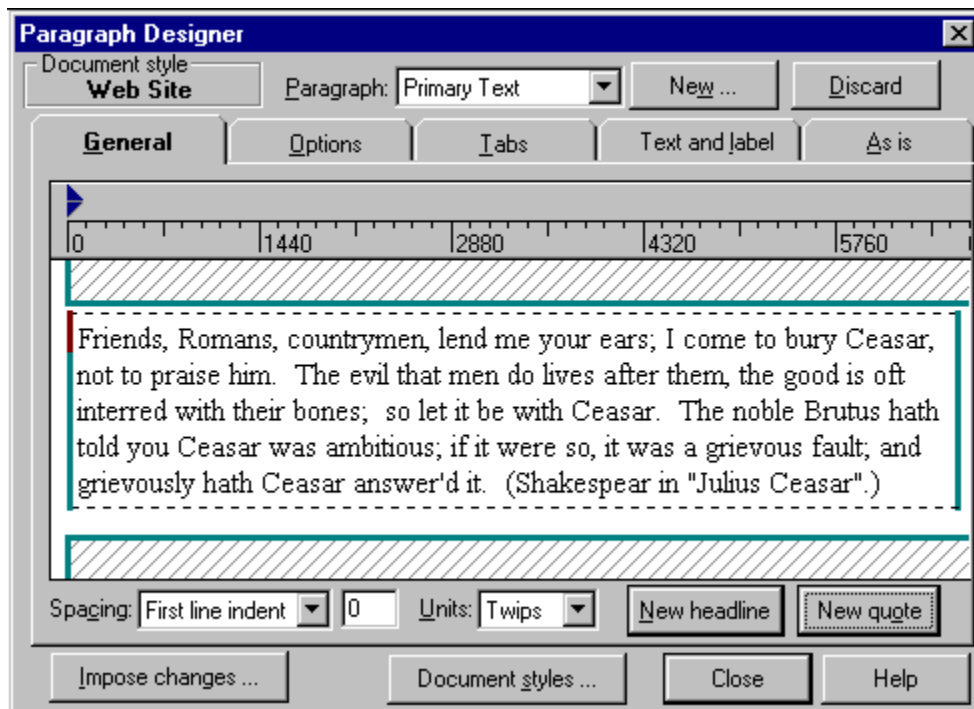 Paragraph Designer
Document style
Web Site
Paragraph: Primary Text
New ...
Discard
General
Options
Tabs
Text and label
As is
0 1440 2880 4320 5760
Friends, Romans, countrymen, lend me your ears; I come to bury Ceasar,
not to praise him.  The evil that men do lives after them, the good is oft
interred with their bones;  so let it be with Ceasar.  The noble Brutus hath
told you Ceasar was ambitious; if it were so, it was a grievous fault; and
grievously hath Ceasar answer'd it.  (Shakespear in "Julius Ceasar".)
Spacing: First line indent 0 Units: Twips
New headline
New quote
Impose changes ...
Document styles ...
Close
Help